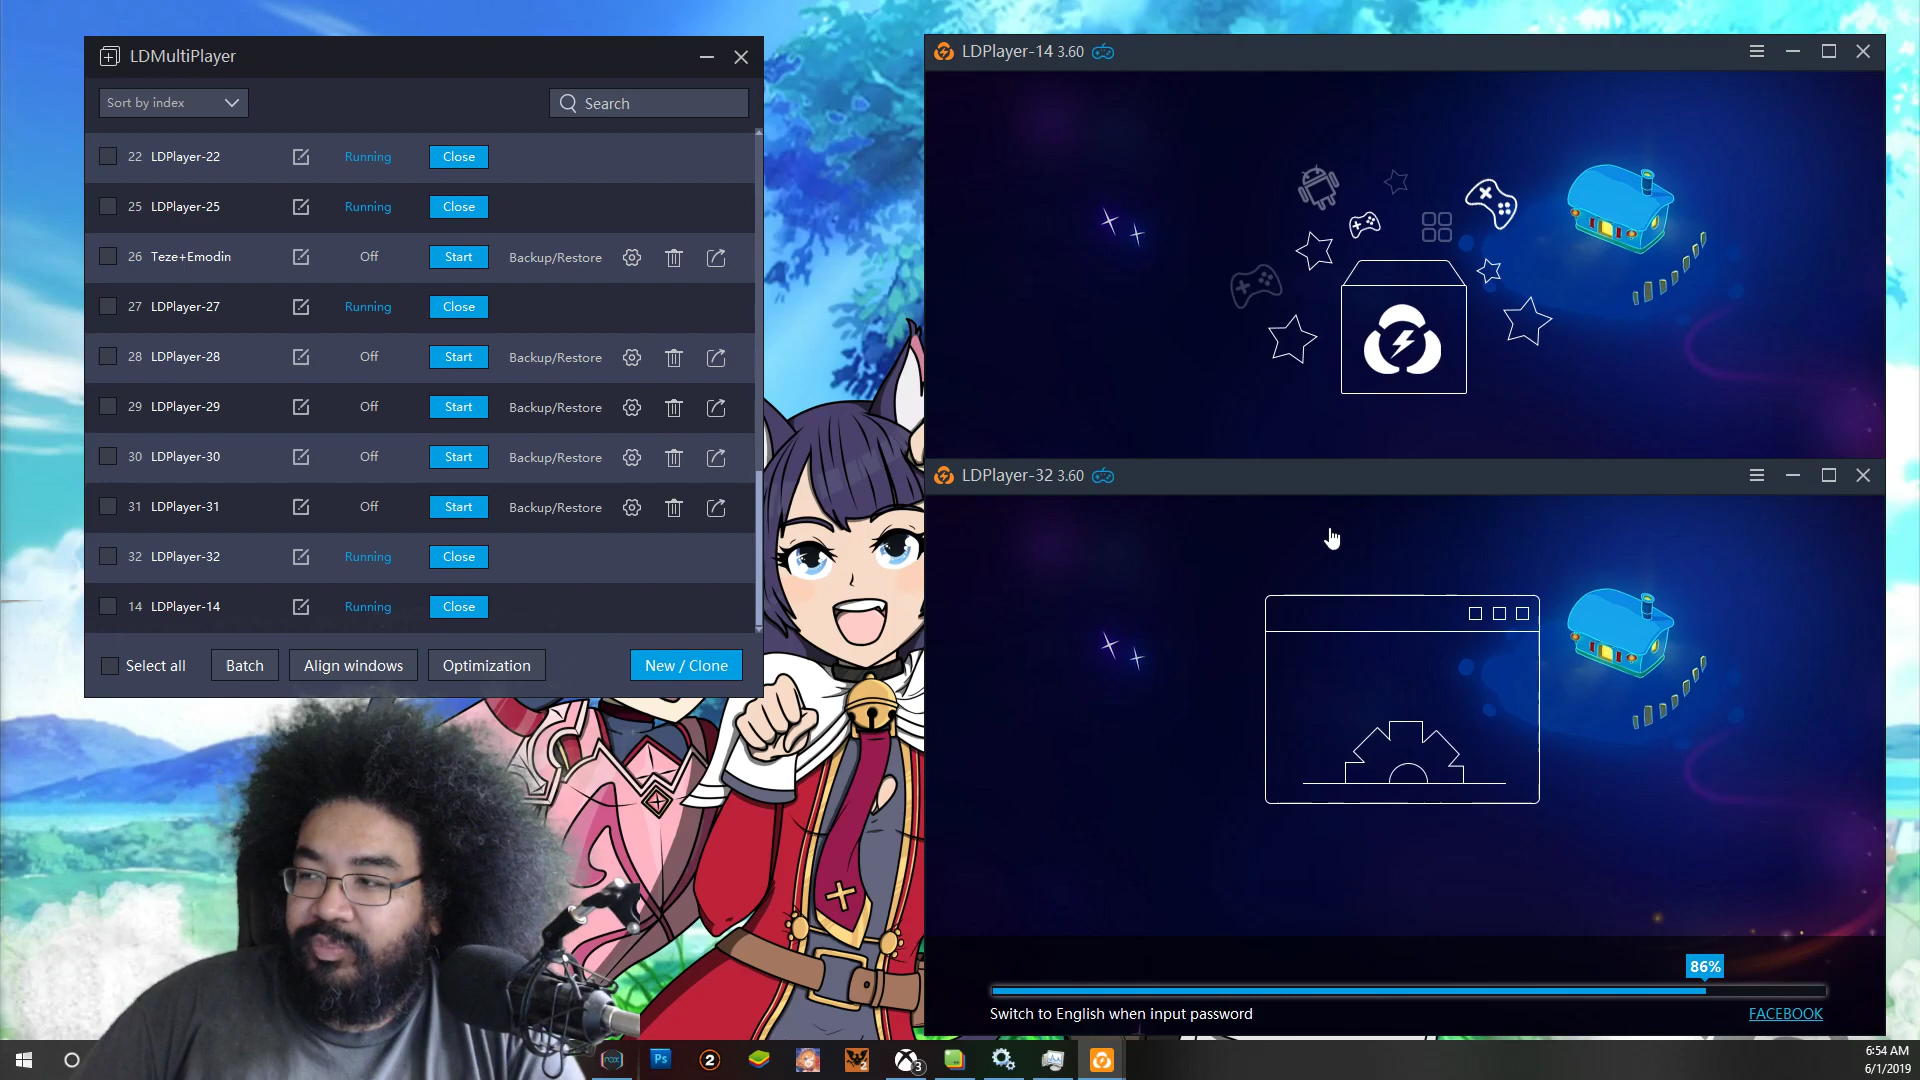 LDMultiPlayer
Sort by index
Search
22 LDPlayer-22 Running Close
25 LDPlayer-25 Running Close
26 Teze+Emodin Off Start Backup/Restore
27 LDPlayer-27 Running Close
28 LDPlayer-28 Off Start Backup/Restore
29 LDPlayer-29 Off Start Backup/Restore
30 LDPlayer-30 Off Start Backup/Restore
31 LDPlayer-31 Off Start Backup/Restore
32 LDPlayer-32 Running Close
14 LDPlayer-14 Running Close
Select all Batch Align windows Optimization New / Clone
LDPlayer-14 3.60
LDPlayer-32 3.60
86%
Switch to English when input password FACEBOOK
nox Ps 2 2 3
6:54 AM
6/1/2019